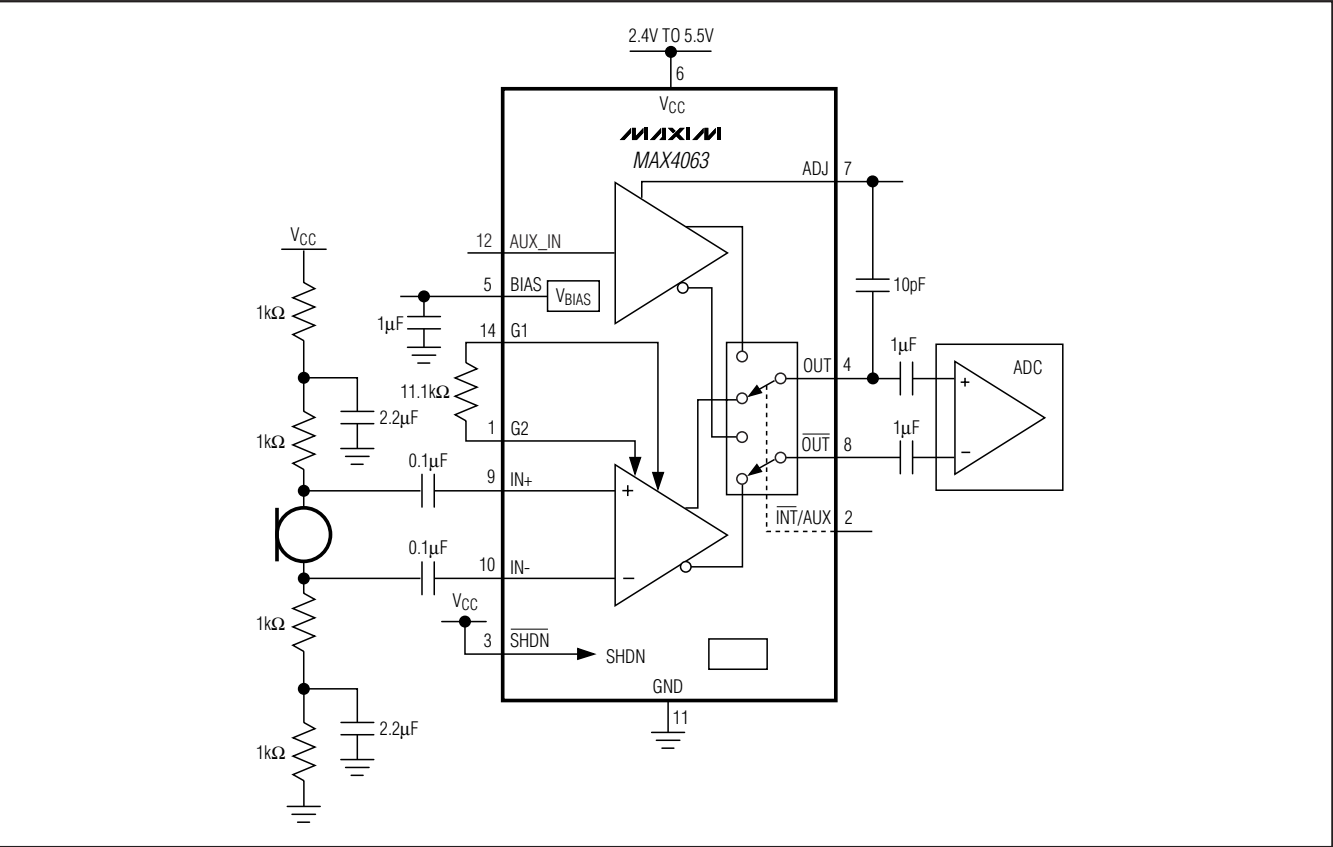 2.4V TO 5.5V
6
VCC
MAXIM
MAX4063
ADJ 7
12 AUX_IN
VCC
5 BIAS VBIAS
10pF
1kΩ
1µF
14 G1
1µF
ADC
OUT 4
+
11.1kΩ
2.2µF
1 G2
1µF
1kΩ
OUT 8
−
0.1µF
9 IN+
+
INT/AUX 2
0.1µF
10 IN-
−
VCC
1kΩ
3 SHDN
SHDN
GND
11
2.2µF
1kΩ